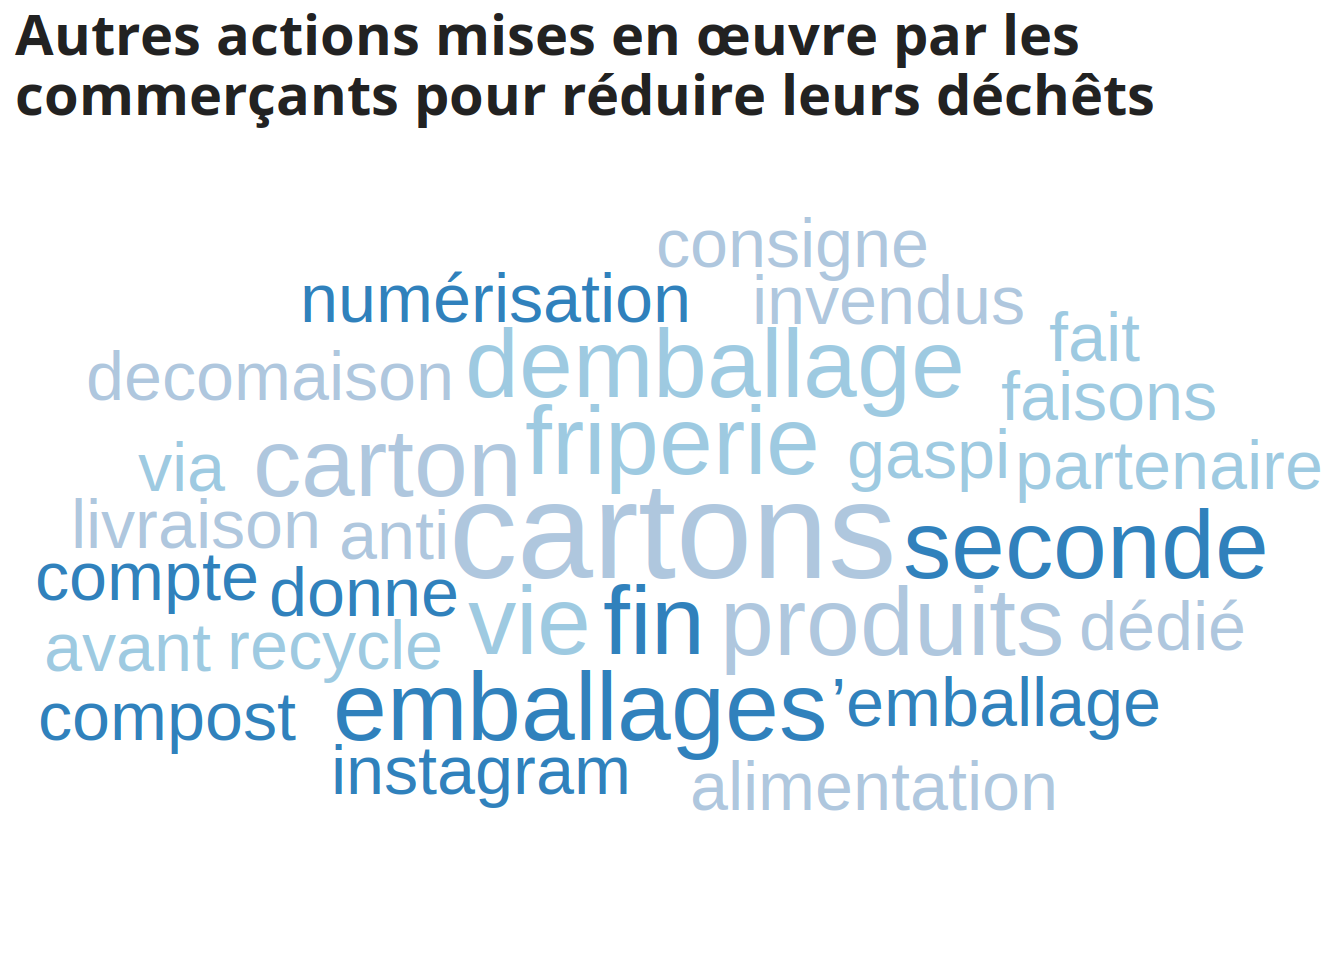 Autres actions mises en œuvre par les
commerçants pour réduire leurs déchêts
consigne
numérisation invendus
fait
decomaison demballage
faisons
friperie
via carton gaspi partenaire
livraison anti cartons seconde
compte donne
vie fin produits dédié
avant recycle
compost emballages ’emballage
instagram alimentation